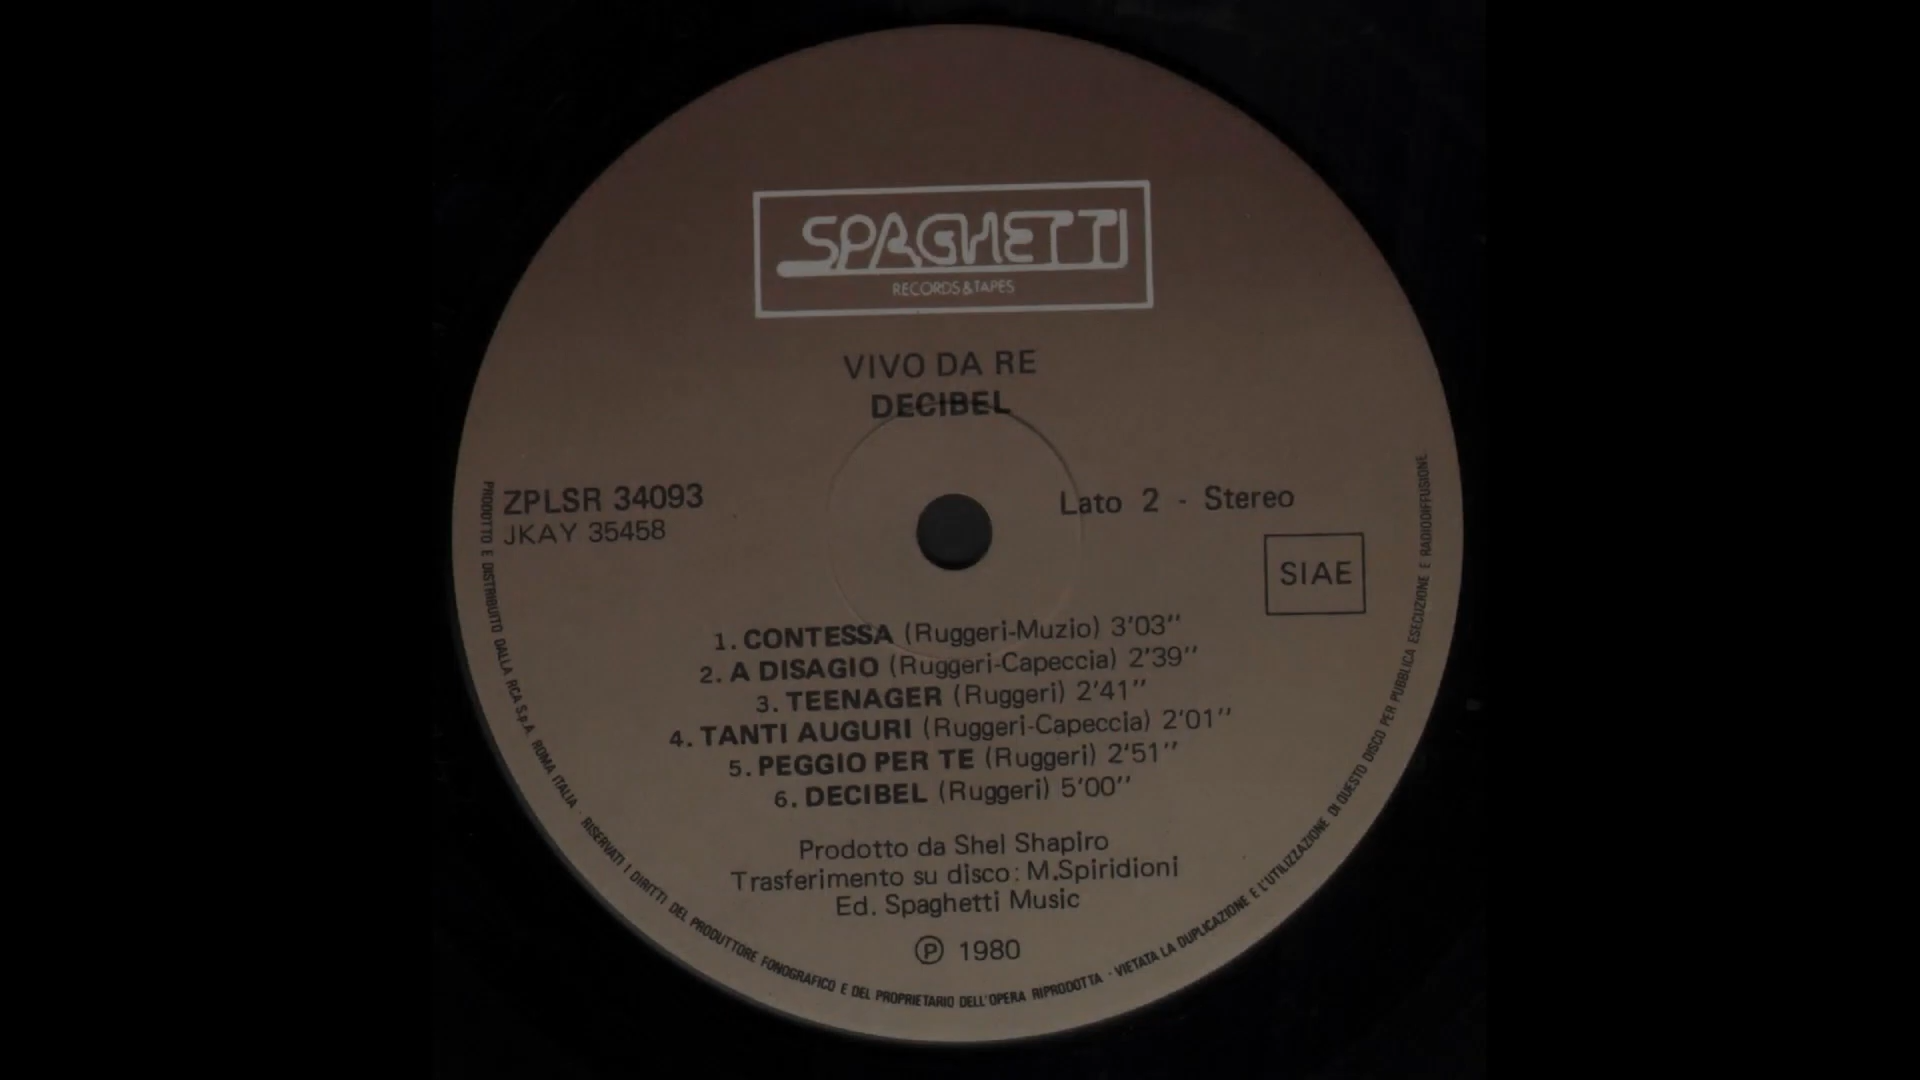 SPAGHETTI
RECORDS & TAPES
VIVO DA RE
DECIBEL
ZPLSR 34093
JKAY 35458
Lato 2 - Stereo
SIAE
1. CONTESSA (Ruggeri-Muzio) 3'03''
2. A DISAGIO (Ruggeri-Capeccia) 2'39''
3. TEENAGER (Ruggeri) 2'41''
4. TANTI AUGURI (Ruggeri-Capeccia) 2'01''
5. PEGGIO PER TE (Ruggeri) 2'51''
6. DECIBEL (Ruggeri) 5'00''
Prodotto da Shel Shapiro
Trasferimento su disco: M.Spiridioni
Ed. Spaghetti Music
Ⓟ 1980
PRODOTTO E DISTRIBUITO DALLA RCA S.p.A. ROMA ITALIA · RISERVATI I DIRITTI DEL PRODUTTORE FONOGRAFICO E DEL PROPRIETARIO DELL'OPERA RIPRODOTTA · VIETATA LA DUPLICAZIONE E L'UTILIZZAZIONE DI QUESTO DISCO PER PUBBLICA ESECUZIONE E RADIODIFFUSIONE